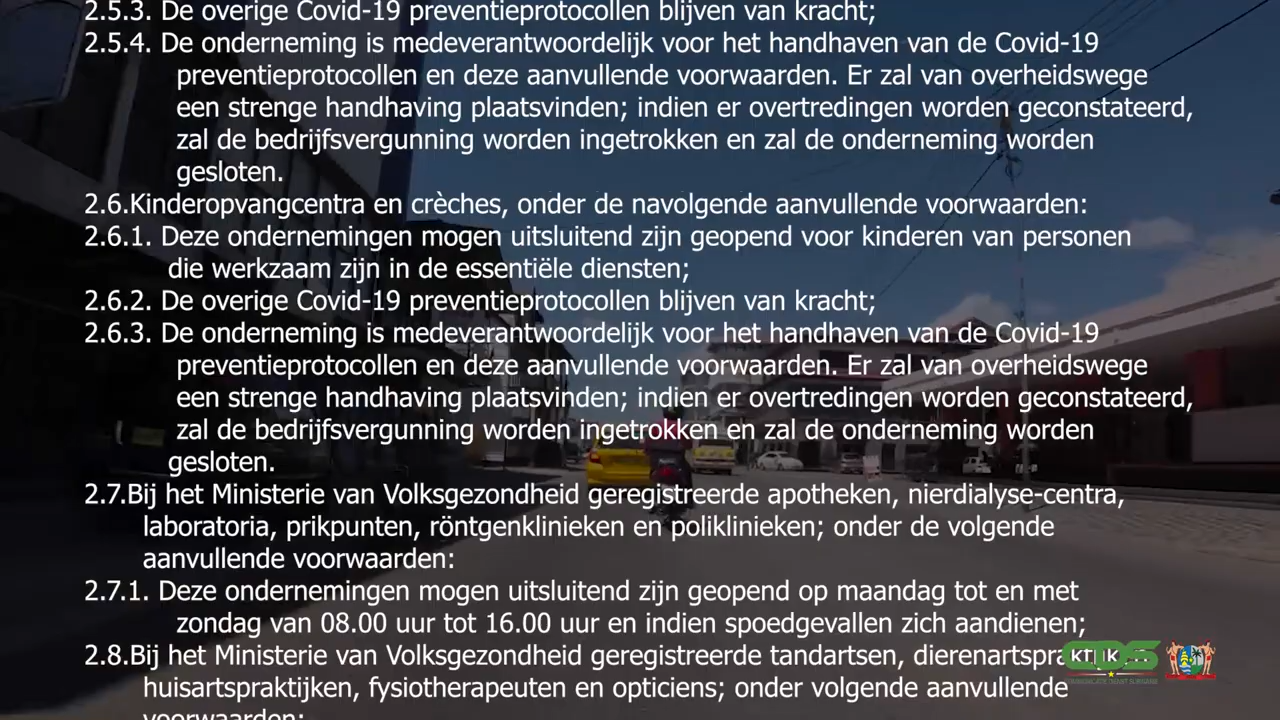 2.5.3. De overige Covid-19 preventieprotocollen blijven van kracht;
2.5.4. De onderneming is medeverantwoordelijk voor het handhaven van de Covid-19
preventieprotocollen en deze aanvullende voorwaarden. Er zal van overheidswege
een strenge handhaving plaatsvinden; indien er overtredingen worden geconstateerd,
zal de bedrijfsvergunning worden ingetrokken en zal de onderneming worden
gesloten.
2.6.Kinderopvangcentra en crèches, onder de navolgende aanvullende voorwaarden:
2.6.1. Deze ondernemingen mogen uitsluitend zijn geopend voor kinderen van personen
die werkzaam zijn in de essentiële diensten;
2.6.2. De overige Covid-19 preventieprotocollen blijven van kracht;
2.6.3. De onderneming is medeverantwoordelijk voor het handhaven van de Covid-19
preventieprotocollen en deze aanvullende voorwaarden. Er zal van overheidswege
een strenge handhaving plaatsvinden; indien er overtredingen worden geconstateerd,
zal de bedrijfsvergunning worden ingetrokken en zal de onderneming worden
gesloten.
2.7.Bij het Ministerie van Volksgezondheid geregistreerde apotheken, nierdialyse-centra,
laboratoria, prikpunten, röntgenklinieken en poliklinieken; onder de volgende
aanvullende voorwaarden:
2.7.1. Deze ondernemingen mogen uitsluitend zijn geopend op maandag tot en met
zondag van 08.00 uur tot 16.00 uur en indien spoedgevallen zich aandienen;
2.8.Bij het Ministerie van Volksgezondheid geregistreerde tandartsen,
huisartspraktijken, fysiotherapeuten en opticiens; onder volgende aanvullende
voorwaarden:
CDS